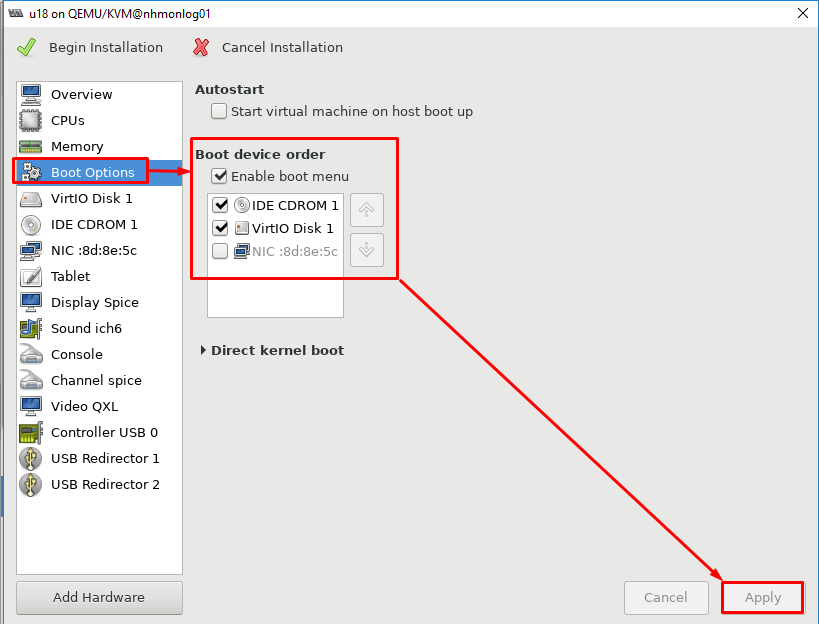 u18 on QEMU/KVM@nhmonlog01
Begin Installation
Cancel Installation
Overview
CPUs
Memory
Boot Options
VirtIO Disk 1
IDE CDROM 1
NIC :8d:8e:5c
Tablet
Display Spice
Sound ich6
Console
Channel spice
Video QXL
Controller USB 0
USB Redirector 1
USB Redirector 2
Add Hardware
Autostart
Start virtual machine on host boot up
Boot device order
Enable boot menu
IDE CDROM 1
VirtIO Disk 1
NIC :8d:8e:5c
Direct kernel boot
Cancel
Apply